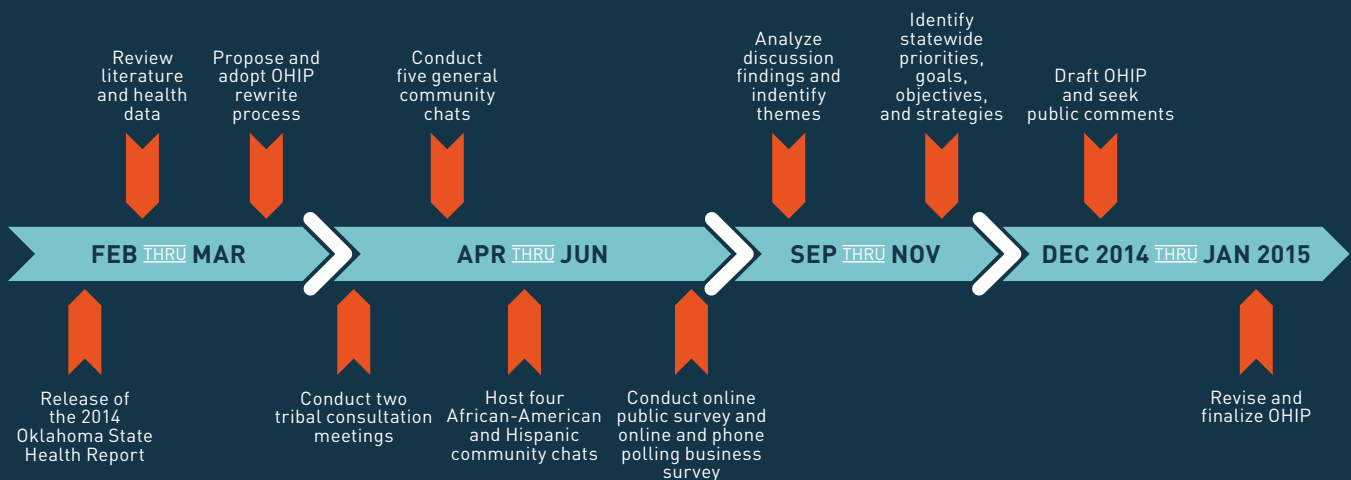 Review
literature
and health
data
Propose and
adopt OHIP
rewrite
process
Conduct
five general
community
chats
Analyze
discussion
findings and
indentify
themes
Identify
statewide
priorities,
goals,
objectives,
and strategies
Draft OHIP
and seek
public comments
FEB THRU MAR
APR THRU JUN
SEP THRU NOV
DEC 2014 THRU JAN 2015
Release of
the 2014
Oklahoma State
Health Report
Conduct two
tribal consultation
meetings
Host four
African-American
and Hispanic
community chats
Conduct online
public survey and
online and phone
polling business
survey
Revise and
finalize OHIP